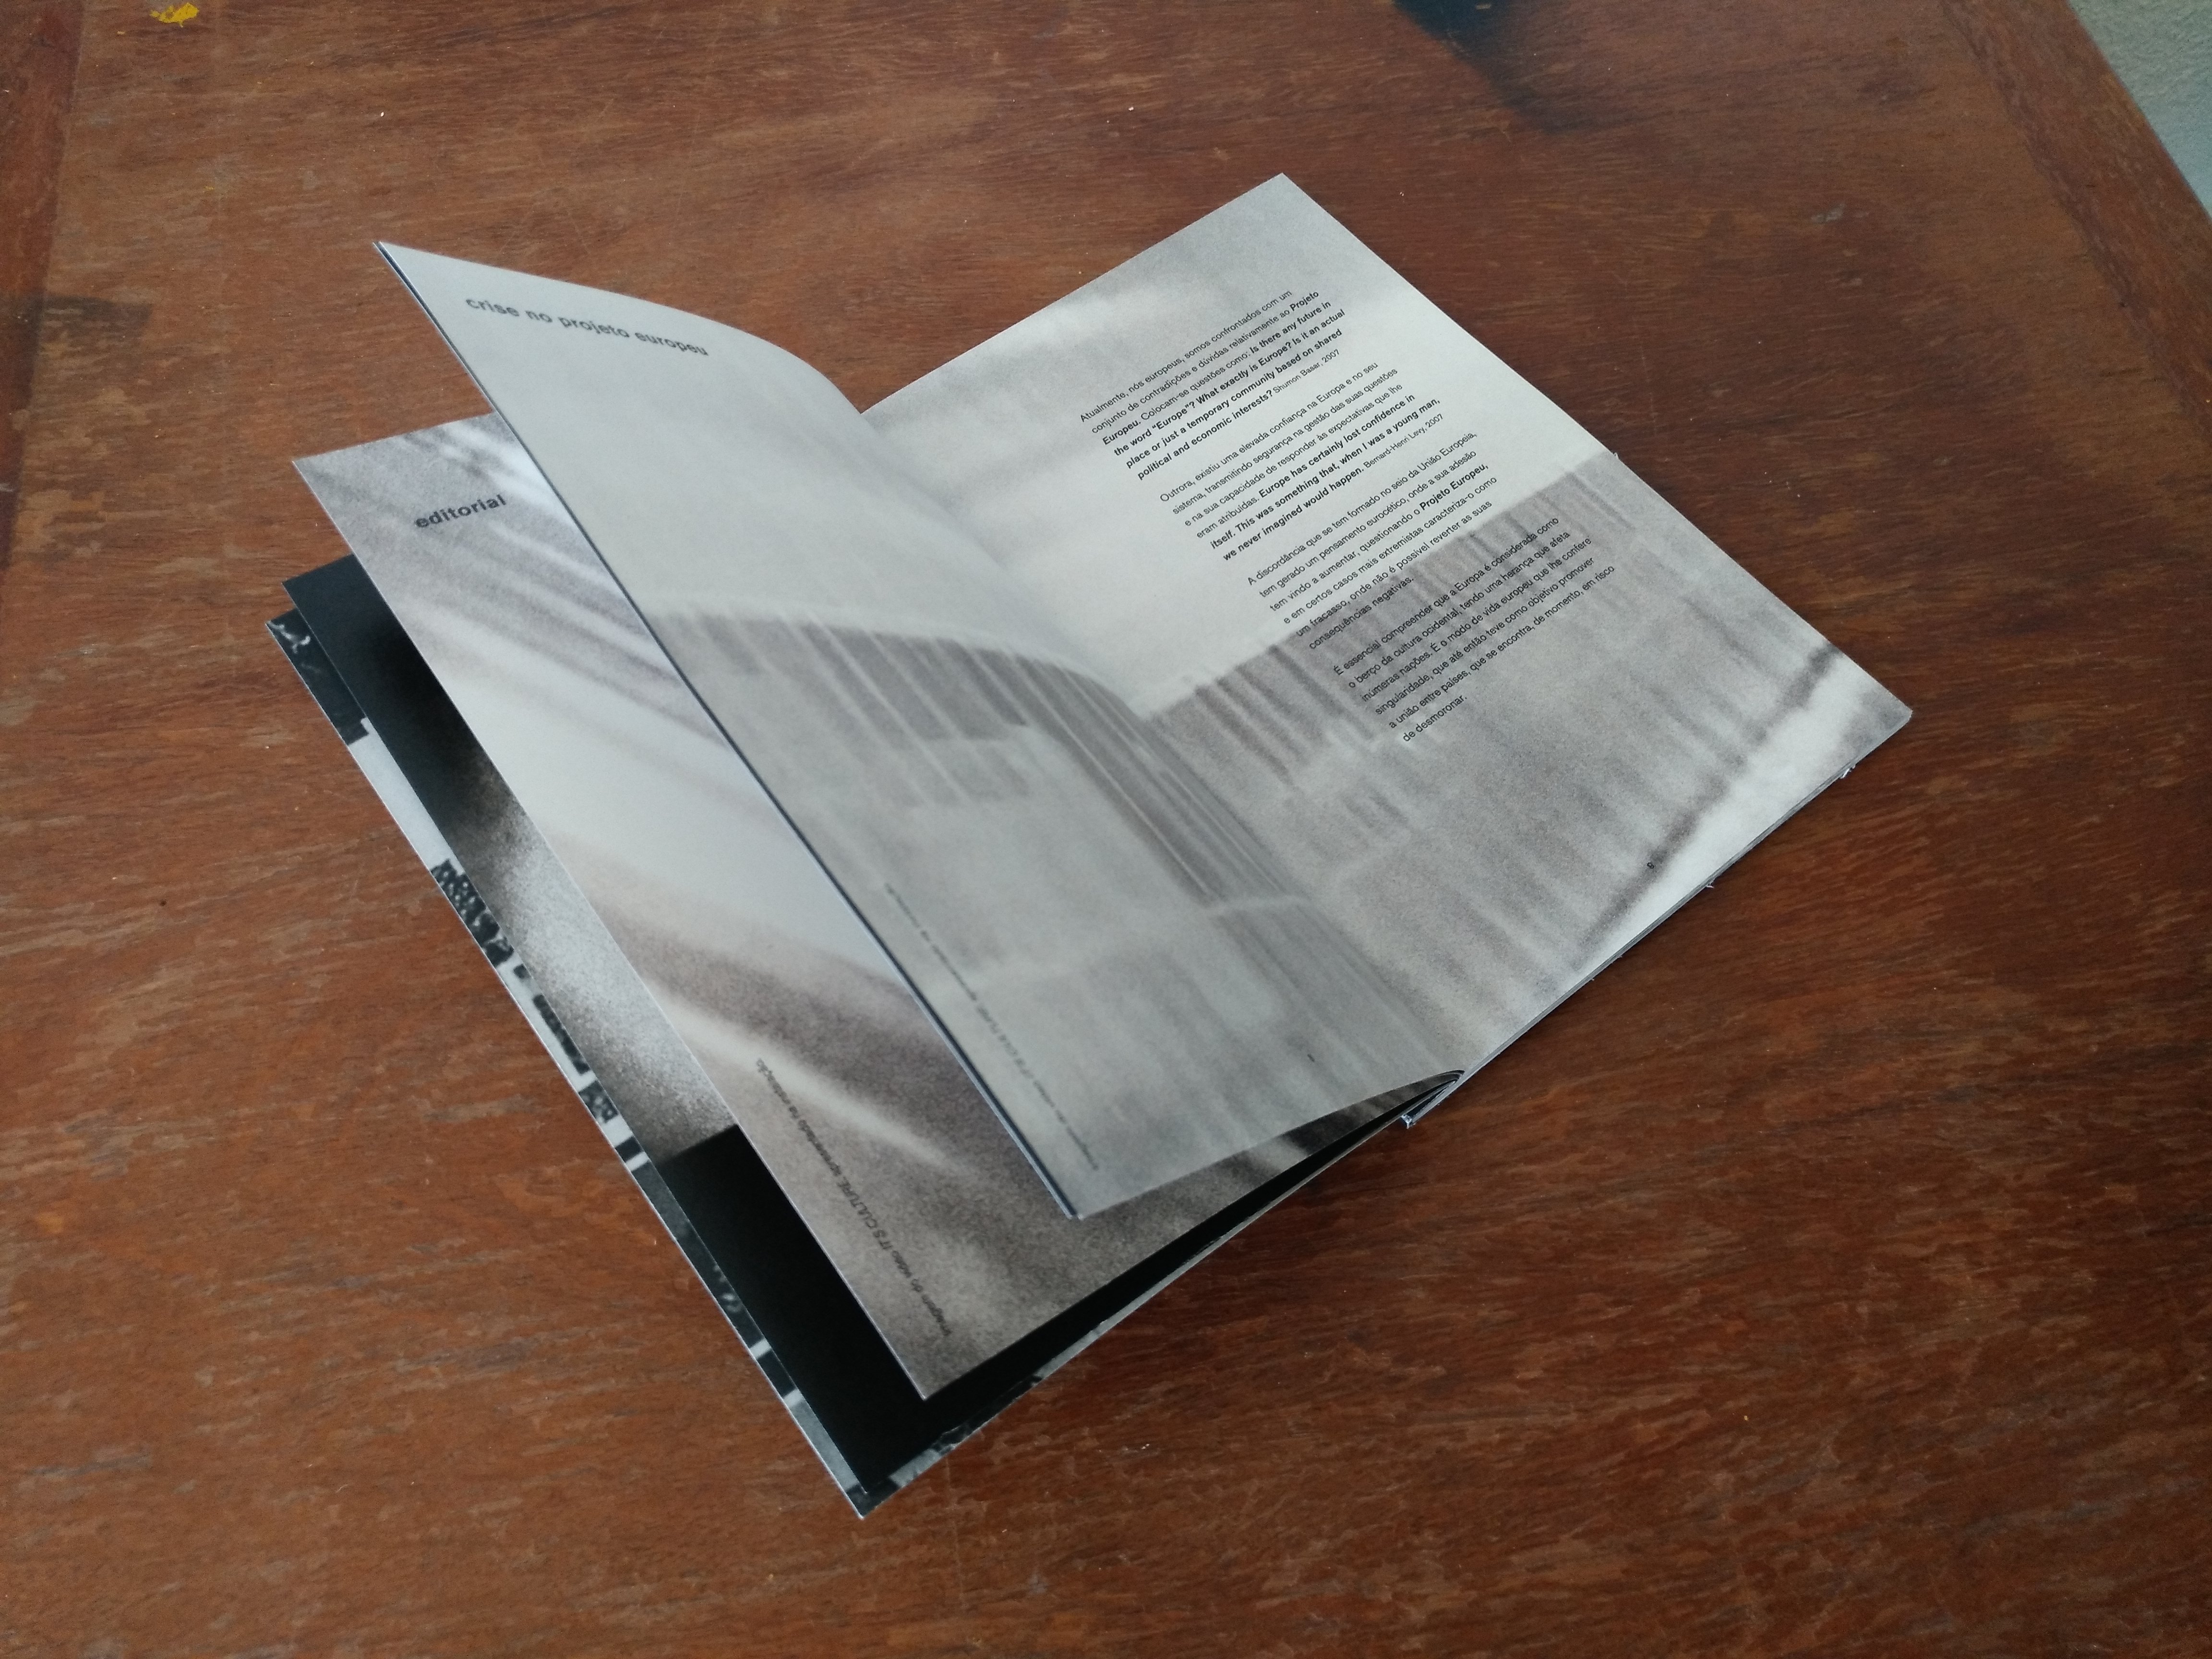 crise no projeto europeu
editorial
Imagem do vídeo IT'S CULTURE, apresentado na instalação.
Atualmente, nós europeus, somos confrontados com um
conjunto de contradições e dúvidas relativamente ao Projeto
Europeu. Colocam-se questões como: Is there any future in
the word "Europe"? What exactly is Europe? Is it an actual
place or just a temporary community based on shared
political and economic interests? Shumon Basar, 2007
Outrora, existiu uma elevada confiança na Europa e no seu
sistema, transmitindo segurança na gestão das suas questões
e na sua capacidade de responder às expectativas que lhe
eram atribuídas. Europe has certainly lost confidence in
itself. This was something that, when I was a young man,
we never imagined would happen. Bernard-Henri Levy, 2007
A discordância que se tem formado no seio da União Europeia,
tem gerado um pensamento eurocético, onde a sua adesão
tem vindo a aumentar, questionando o Projeto Europeu,
e em certos casos mais extremistas caracteriza-o como
um fracasso, onde não é possível reverter as suas
consequências negativas.
É essencial compreender que a Europa é considerada comb
o berço da cultura ocidental, tendo uma herança que afeta
inúmeras nações. É o modo de vida europeu que lhe confere
singularidade, que até então teve como objetivo promover
a união entre países, que se encontra, de momento, em risco
de desmoronar.
8